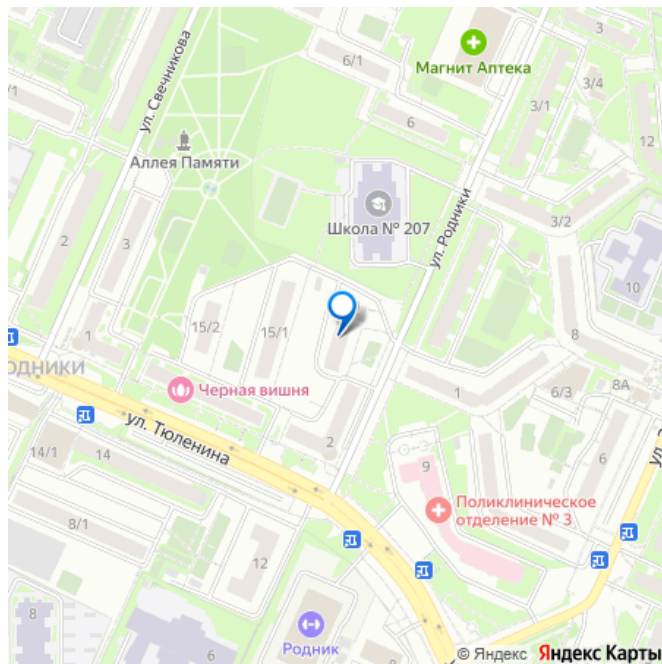 6/1
Магнит Аптека
3/4
/1
ул. Свечникова
6
3/1
12
Аллея Памяти
Школа № 207
ул. Родники
3/2
2
3
10
15/2
15/1
1
8
ОДНИКИ
Черная вишня
1
6/3
8А
ул. Тюленина
2
14/1
14
9
6
ул. З
Поликлиническое
отделение № 3
8/1
12
8
6
Родник
© Яндекс Яндекс Карты